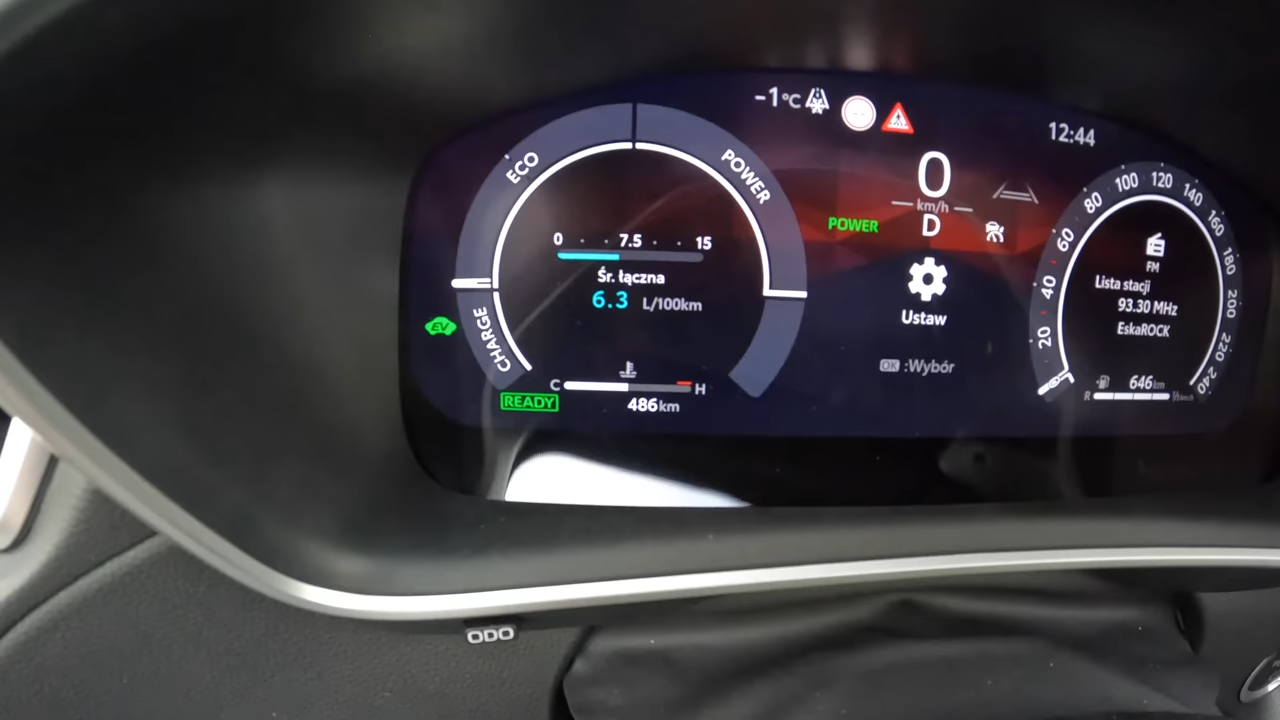 -1°C
12:44
ECO
POWER
CHARGE
0 7.5 15
Śr. łączna
6.3 L/100km
EV
C H
READY
486km
0
km/h
POWER
D
Ustaw
OK :Wybór
20 40 60 80 100 120 140 160 180 200 220 240
FM
Lista stacji
93.30 MHz
EskaROCK
646km
R
ODO